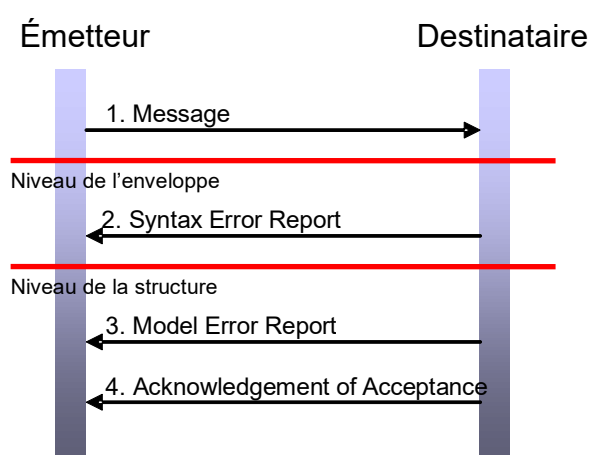 Émetteur
Destinataire
1. Message
Niveau de l’enveloppe
2. Syntax Error Report
Niveau de la structure
3. Model Error Report
4. Acknowledgement of Acceptance